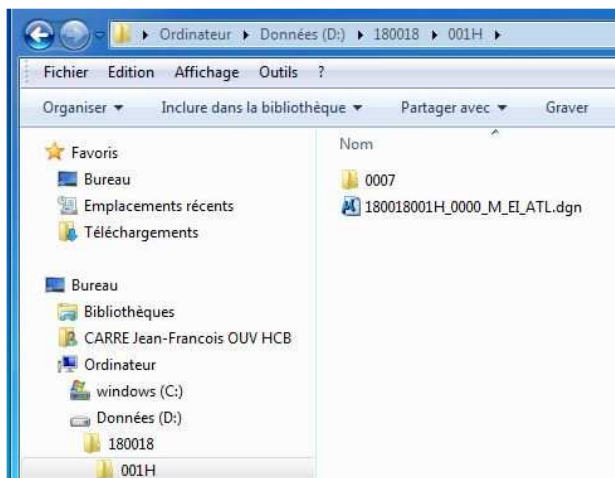 Ordinateur Données (D:) 180018 001H
Fichier Edition Affichage Outils ?
Organiser Inclure dans la bibliothèque Partager avec Graver
Favoris
Bureau
Emplacements récents
Téléchargements
Bureau
Bibliothèques
CARRE Jean-Francois OUV HCB
Ordinateur
windows (C:)
Données (D:)
180018
001H
Nom
0007
180018001H_0000_M_EI_ATL.dgn